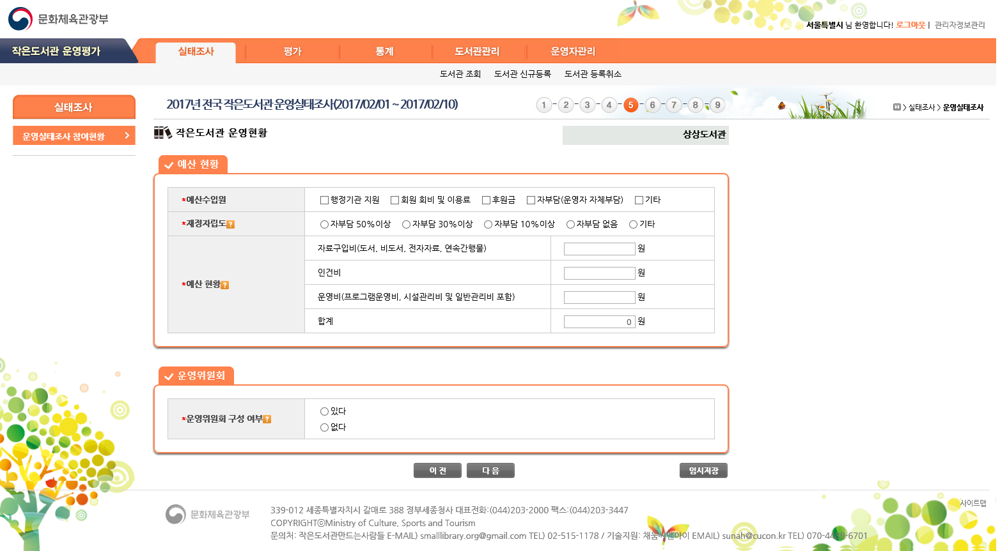 문화체육관광부
서울특별시 님 환영합니다! 로그아웃 | 관리자정보관리
작은도서관 운영평가 실태조사 평가 통계 도서관관리 운영자관리
도서관 조회 도서관 신규등록 도서관 등록취소
실태조사
운영실태조사 참여현황
2017년 전국 작은도서관 운영실태조사(2017/02/01 ~ 2017/02/10)
1 - 2 - 3 - 4 - 5 - 6 - 7 - 8 - 9
> 실태조사 > 운영실태조사
작은도서관 운영현황
상상도서관
예산 현황
*예산수입원 행정기관 지원 회원 회비 및 이용료 후원금 자부담(운영자 자체부담) 기타
*재정자립도? 자부담 50%이상 자부담 30%이상 자부담 10%이상 자부담 없음 기타
*예산 현황?
자료구입비(도서, 비도서, 전자자료, 연속간행물) 원
인건비 원
운영비(프로그램운영비, 시설관리비 및 일반관리비 포함) 원
합계 0 원
운영위원회
*운영위원회 구성 여부?
있다
없다
이 전 다 음 임시저장
사이트맵
문화체육관광부
339-012 세종특별자치시 갈매로 388 정부세종청사 대표전화:(044)203-2000 팩스:(044)203-3447
COPYRIGHTⓒMinistry of Culture, Sports and Tourism
문의처: 작은도서관만드는사람들 E-MAIL) smalllibrary.org@gmail.com TEL) 02-515-1178 / 기술지원: 채움씨앤아이 EMAIL) sunah@cucon.kr TEL) 070-4489-6701